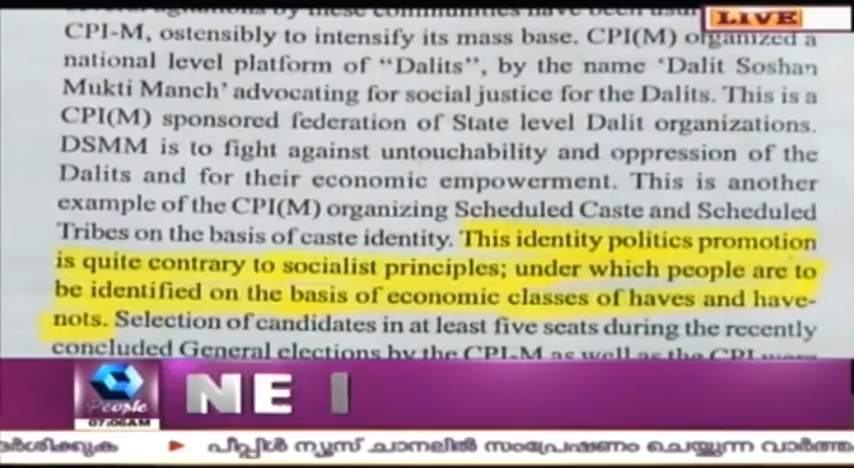 LIVE
CPI-M, ostensibly to intensify its mass base. CPI(M) organized a
national level platform of “Dalits”, by the name ‘Dalit Soshan
Mukti Manch’ advocating for social justice for the Dalits. This is a
CPI(M) sponsored federation of State level Dalit organizations.
DSMM is to fight against untouchability and oppression of the
Dalits and for their economic empowerment. This is another
example of the CPI(M) organizing Scheduled Caste and Scheduled
Tribes on the basis of caste identity. This identity politics promotion
is quite contrary to socialist principles; under which people are to
be identified on the basis of economic classes of haves and have-
nots. Selection of candidates in at least five seats during the recently
concluded General elections by the CPI-M as well as the CPI were
People
NE
07:06AM
പീപ്പിൾ ന്യൂസ് ചാനലിൽ സംപ്രേഷണം ചെയ്യുന്ന